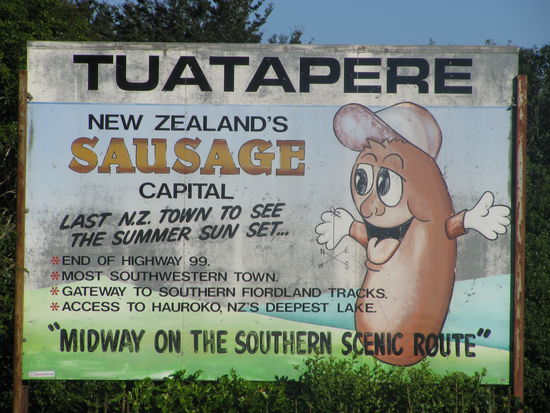 TUATAPERE
NEW ZEALAND'S
SAUSAGE
CAPITAL
LAST N.Z. TOWN TO SEE
THE SUMMER SUN SET...
*END OF HIGHWAY 99.
*MOST SOUTHWESTERN TOWN.
*GATEWAY TO SOUTHERN FIORDLAND TRACKS.
*ACCESS TO HAUROKO, NZ'S DEEPEST LAKE.
"MIDWAY ON THE SOUTHERN SCENIC ROUTE"
N
E
W
S